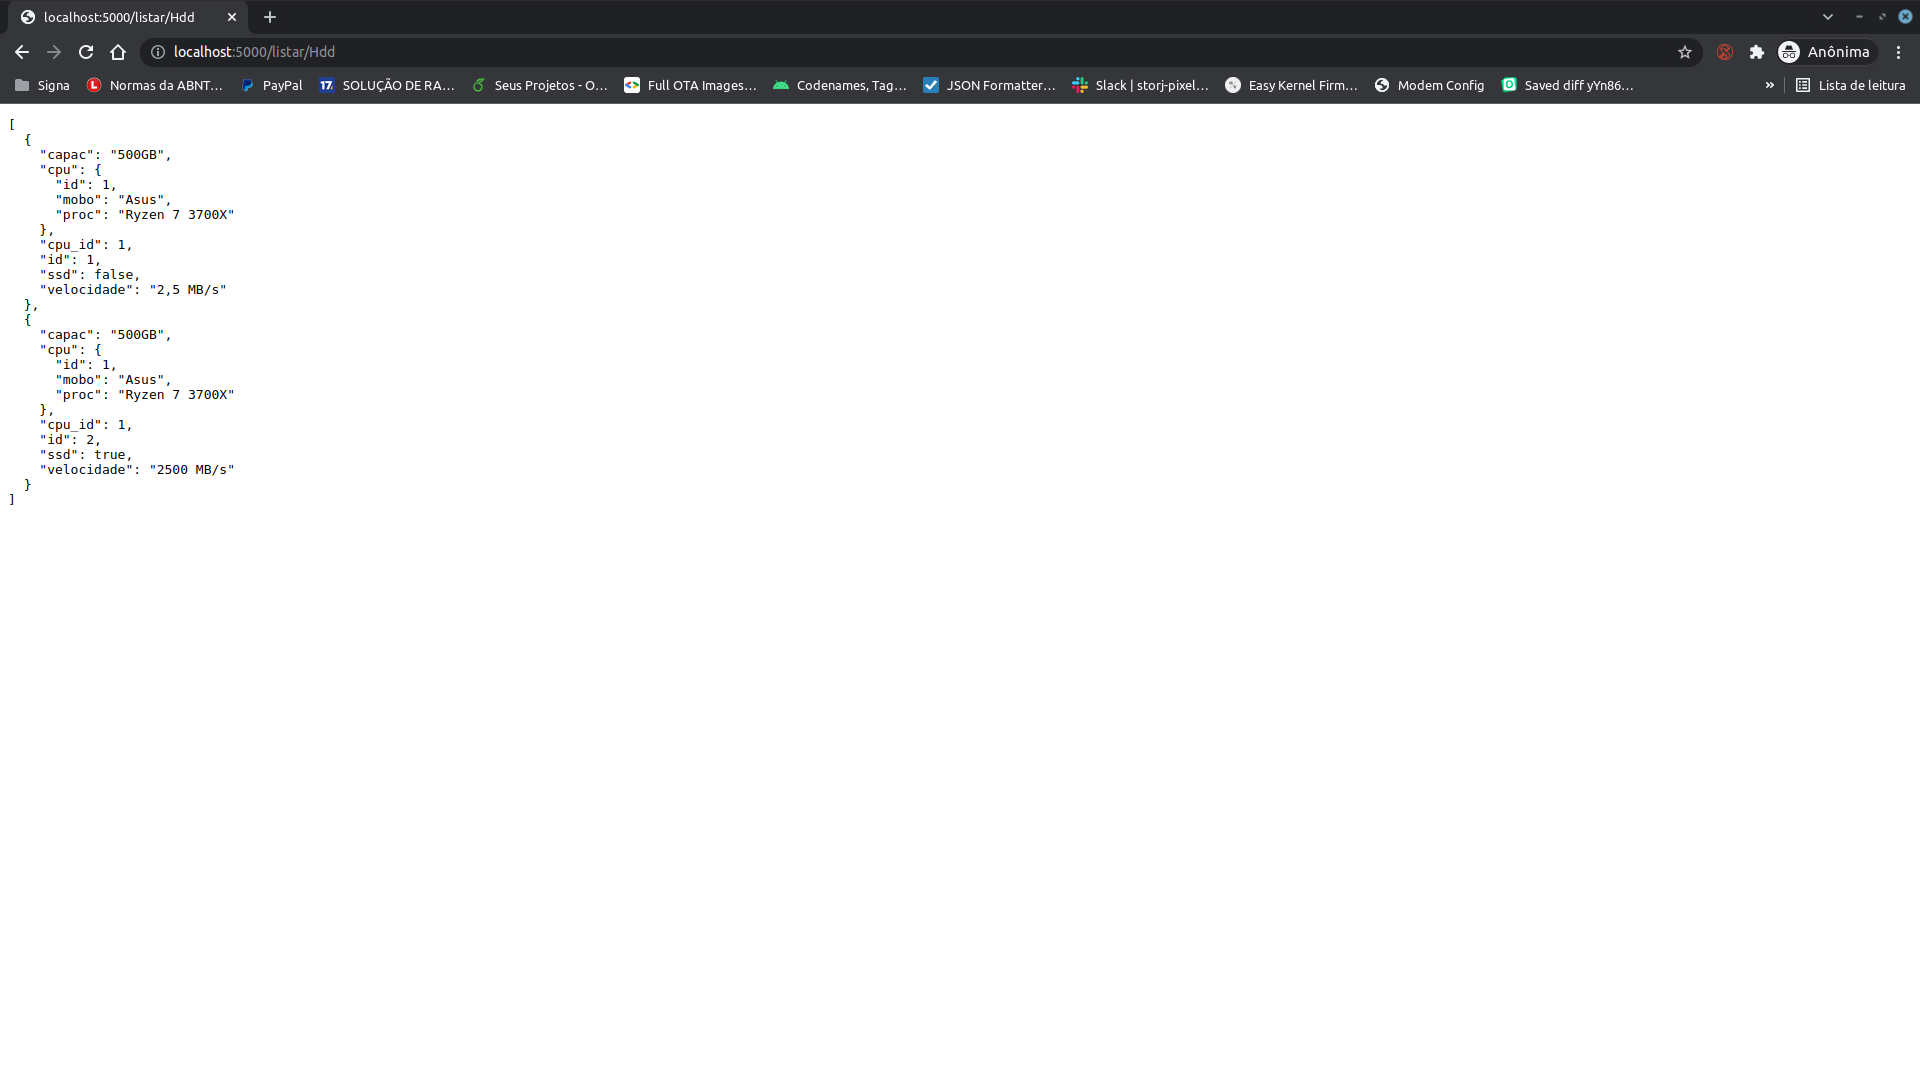 localhost:5000/listar/Hdd
localhost:5000/listar/Hdd
Anônima
Signa
Normas da ABNT...
PayPal
17
SOLUÇÃO DE RA...
Seus Projetos - O...
Full OTA Images...
Codenames, Tag...
JSON Formatter...
Slack | storj-pixel...
Easy Kernel Firm...
Modem Config
Saved diff yYn86...
»
Lista de leitura
[
  {
    "capac": "500GB",
    "cpu": {
      "id": 1,
      "mobo": "Asus",
      "proc": "Ryzen 7 3700X"
    },
    "cpu_id": 1,
    "id": 1,
    "ssd": false,
    "velocidade": "2,5 MB/s"
  },
  {
    "capac": "500GB",
    "cpu": {
      "id": 1,
      "mobo": "Asus",
      "proc": "Ryzen 7 3700X"
    },
    "cpu_id": 1,
    "id": 2,
    "ssd": true,
    "velocidade": "2500 MB/s"
  }
]